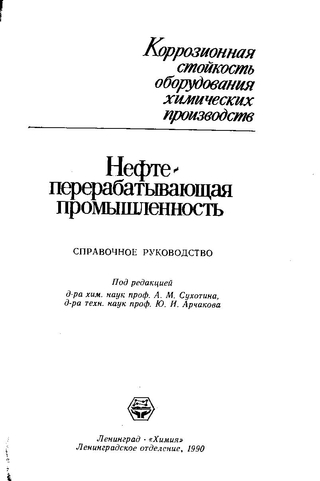 Коррозионная
стойкость
оборудования
химических
производств
Нефте-
перерабатывающая
промышленность
СПРАВОЧНОЕ РУКОВОДСТВО
Под редакцией
д-ра хим. наук проф. А. М. Сухотина,
д-ра техн. наук проф. Ю. И. Арчакова
Ленинград · «Химия»
Ленинградское отделение, 1990